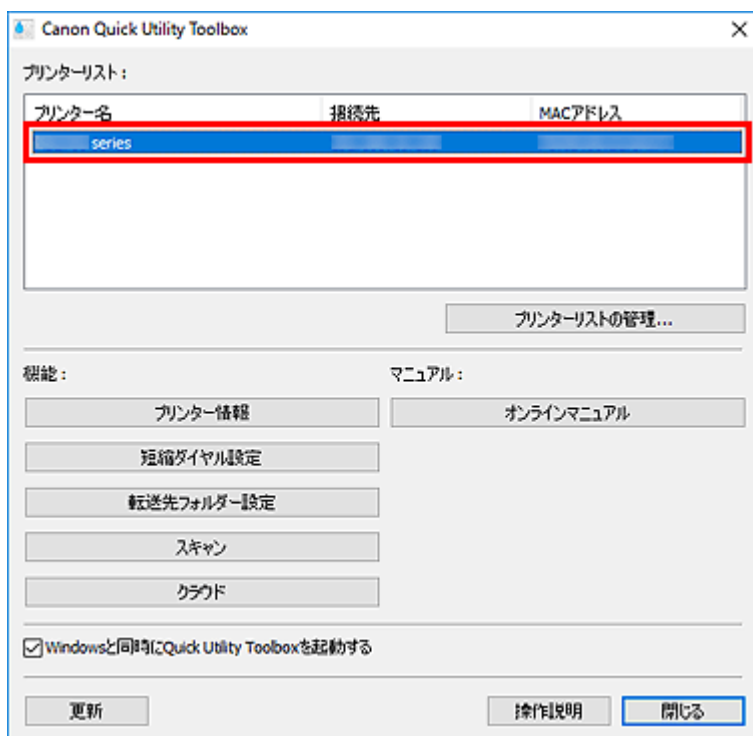 Canon Quick Utility Toolbox
プリンターリスト：
プリンター名 接続先 MACアドレス
series
プリンターリストの管理...
機能： マニュアル：
プリンター情報 オンラインマニュアル
短縮ダイヤル設定
転送先フォルダー設定
スキャン
クラウド
Windowsと同時にQuick Utility Toolboxを起動する
更新 操作説明 閉じる